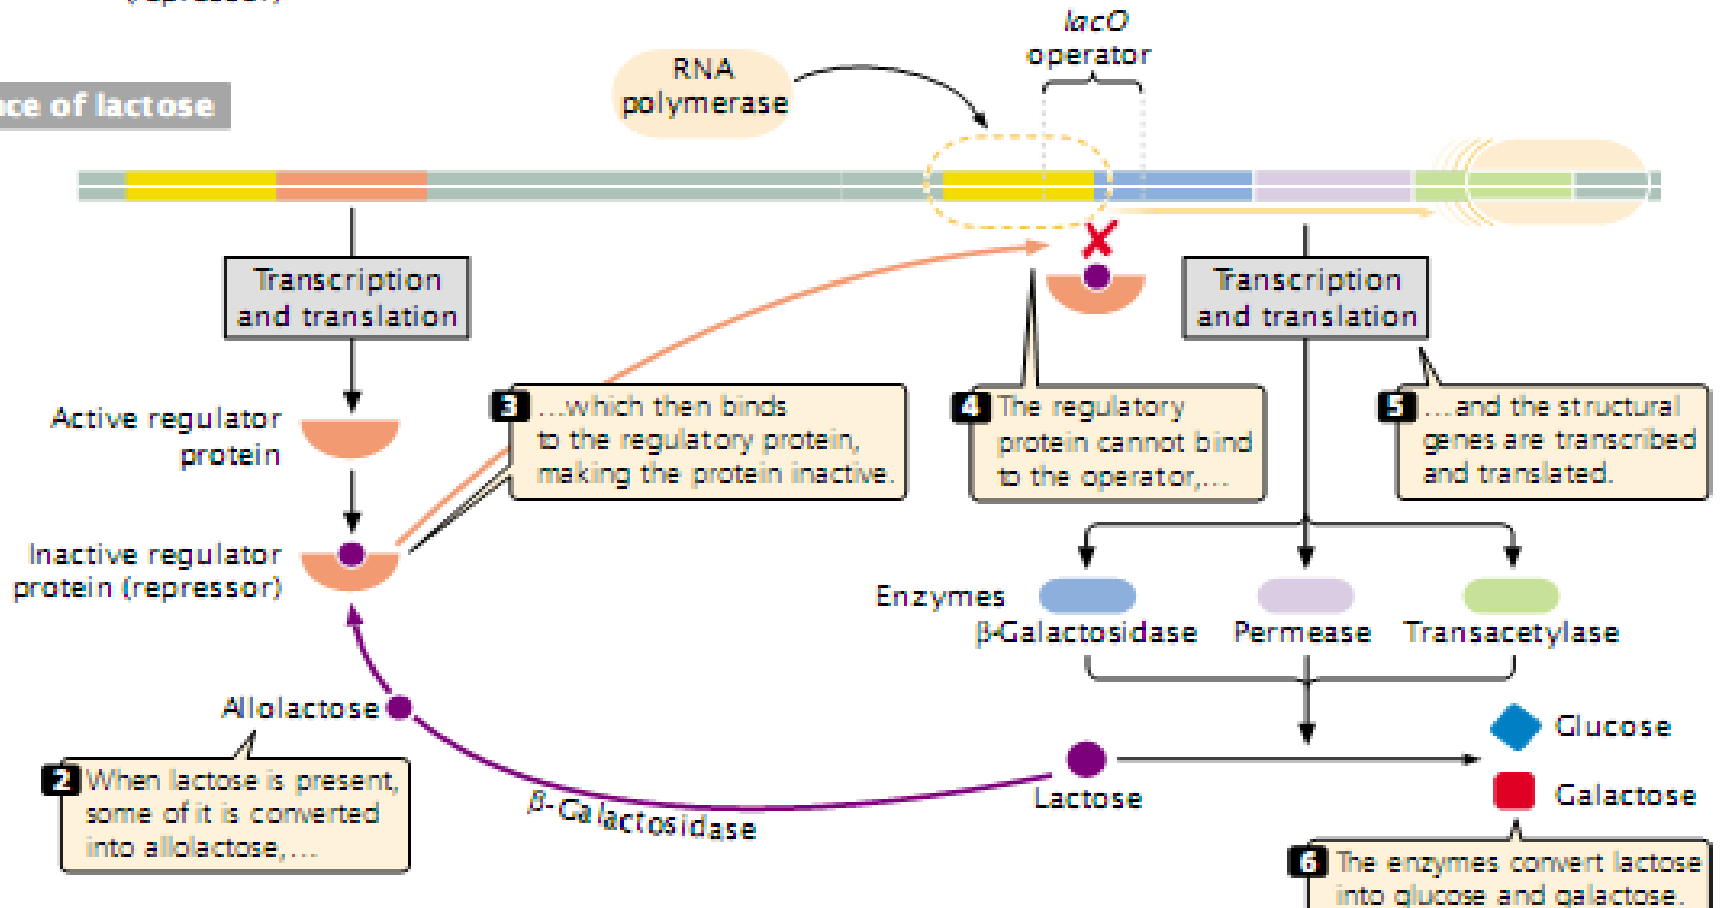 (repressor)
lacO
operator
RNA
polymerase
nce of lactose
Transcription
and translation
Transcription
and translation
Active regulator
protein
3 ...which then binds
to the regulatory protein,
making the protein inactive.
4 The regulatory
protein cannot bind
to the operator,...
5 ...and the structural
genes are transcribed
and translated.
Inactive regulator
protein (repressor)
Enzymes
β-Galactosidase
Permease
Transacetylase
Allolactose
2 When lactose is present,
some of it is converted
into allolactose,...
β-Galactosidase
Lactose
Glucose
Galactose
6 The enzymes convert lactose
into glucose and galactose.